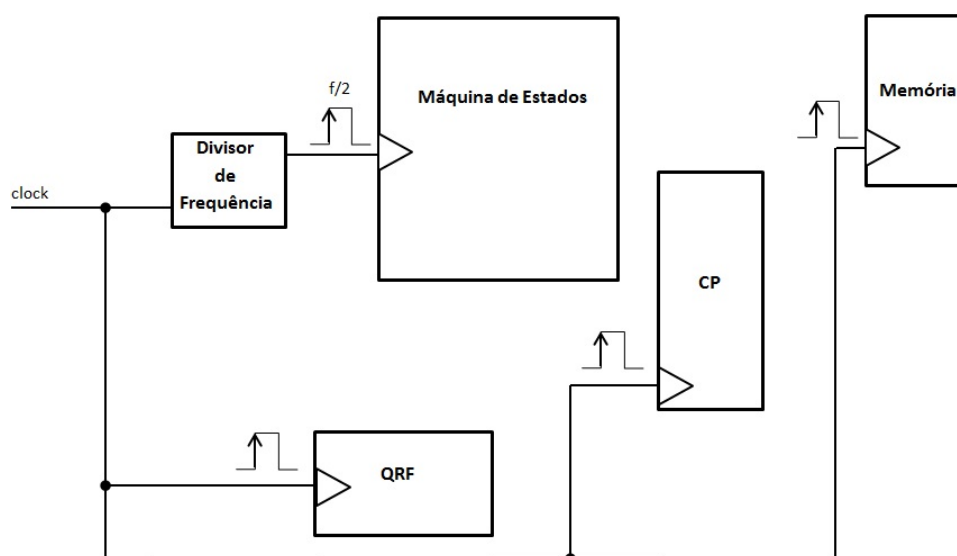 f/2
Máquina de Estados
Memória
Divisor
de
Frequência
clock
CP
QRF